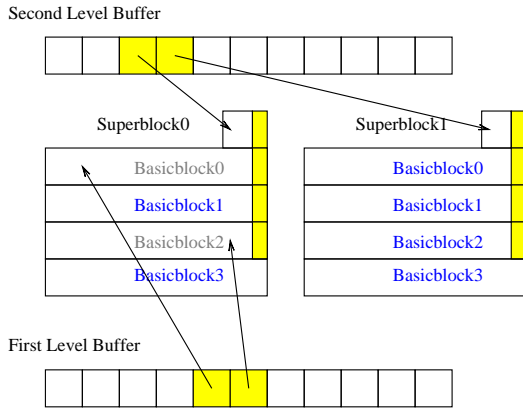 Second Level Buffer
Superblock0
Superblock1
Basicblock0
Basicblock0
Basicblock1
Basicblock1
Basicblock2
Basicblock2
Basicblock3
Basicblock3
First Level Buffer